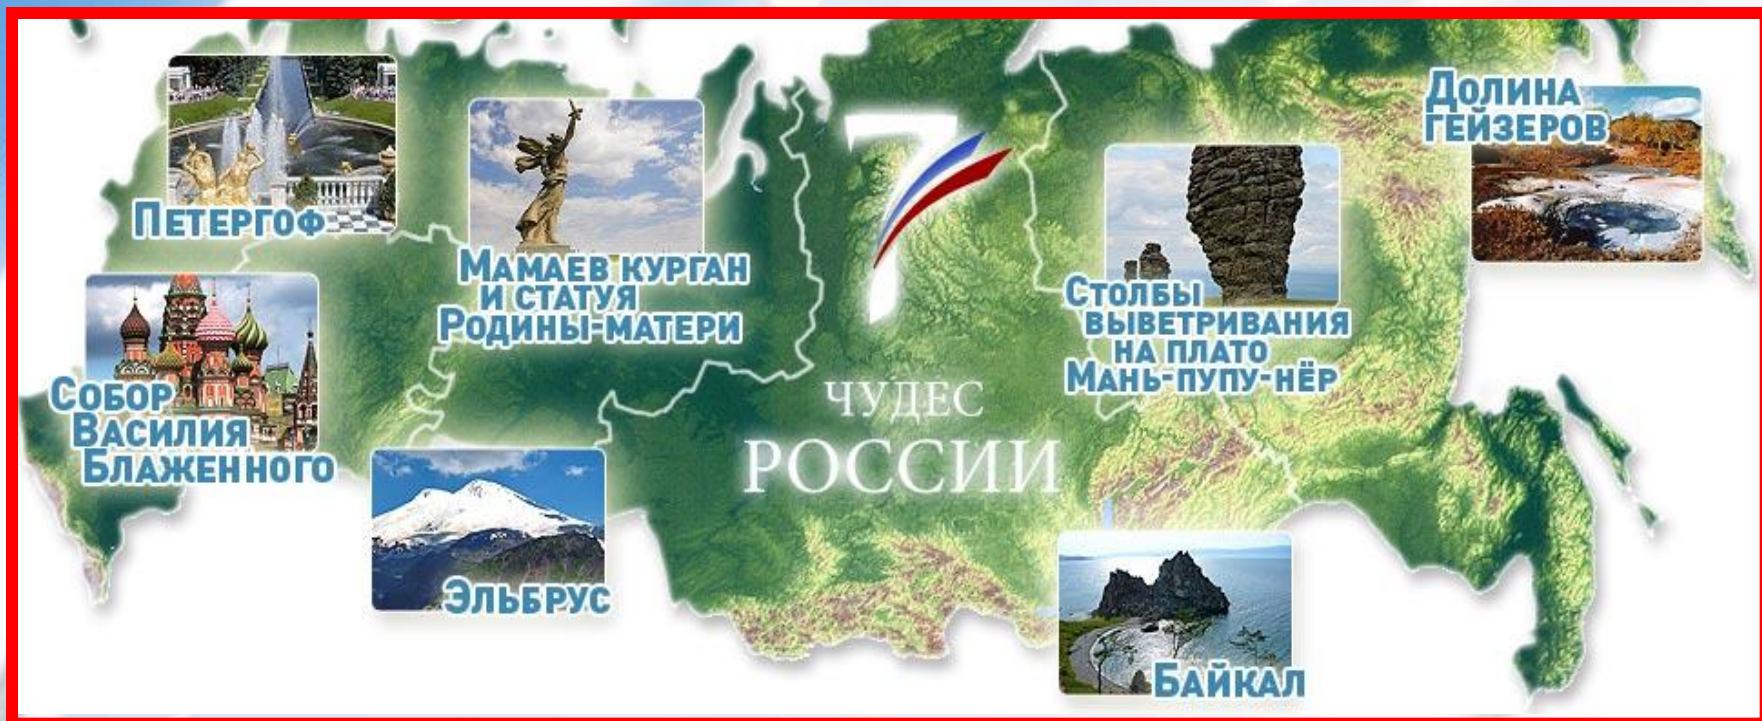 Петергоф
Мамаев курган
и статуя
Родины-матери
7
чудес
России
Долина
гейзеров
Столбы
выветривания
на плато
Мань-пупу-нёр
Собор
Василия
Блаженного
Эльбрус
Байкал